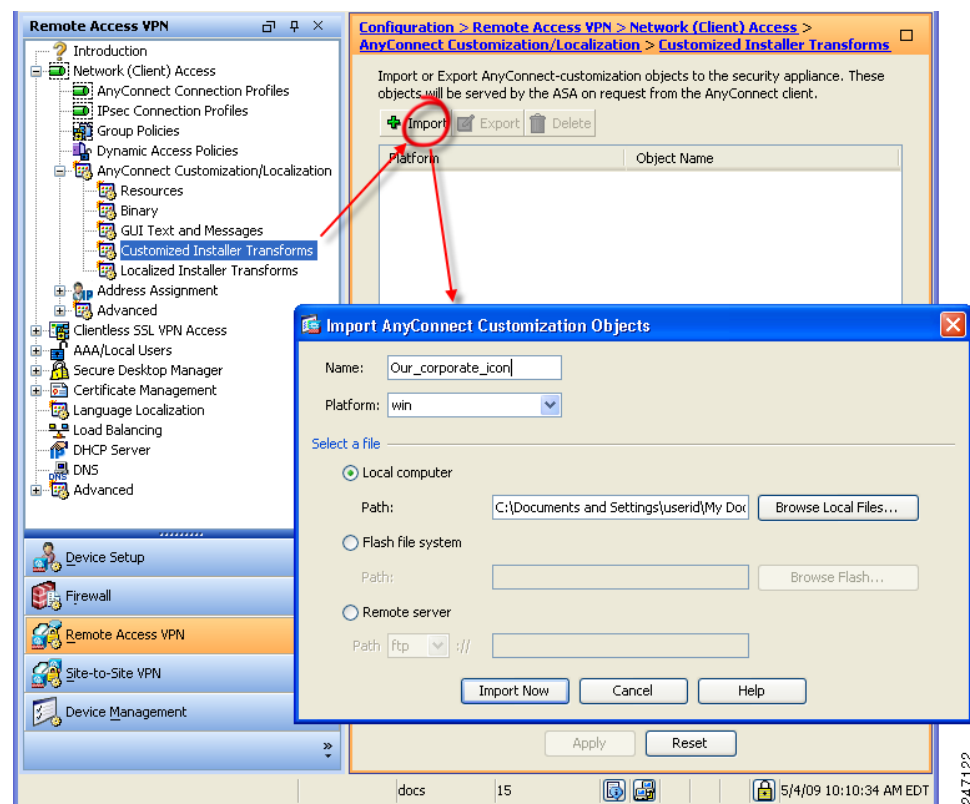 Remote Access VPN
Introduction
Network (Client) Access
AnyConnect Connection Profiles
IPsec Connection Profiles
Group Policies
Dynamic Access Policies
AnyConnect Customization/Localization
Resources
Binary
GUI Text and Messages
Customized Installer Transforms
Localized Installer Transforms
Address Assignment
Advanced
Clientless SSL VPN Access
AAA/Local Users
Secure Desktop Manager
Certificate Management
Language Localization
Load Balancing
DHCP Server
DNS
Advanced
Device Setup
Firewall
Remote Access VPN
Site-to-Site VPN
Device Management
Configuration > Remote Access VPN > Network (Client) Access >
AnyConnect Customization/Localization > Customized Installer Transforms
Import or Export AnyConnect-customization objects to the security appliance. These
objects will be served by the ASA on request from the AnyConnect client.
Import Export Delete
Platform Object Name
Import AnyConnect Customization Objects
Name: Our_corporate_icon
Platform: win
Select a file
Local computer
Path: C:\Documents and Settings\userid\My Doc Browse Local Files...
Flash file system
Path: Browse Flash...
Remote server
Path ftp ://
Import Now Cancel Help
Apply Reset
docs 15 5/4/09 10:10:34 AM EDT
247122